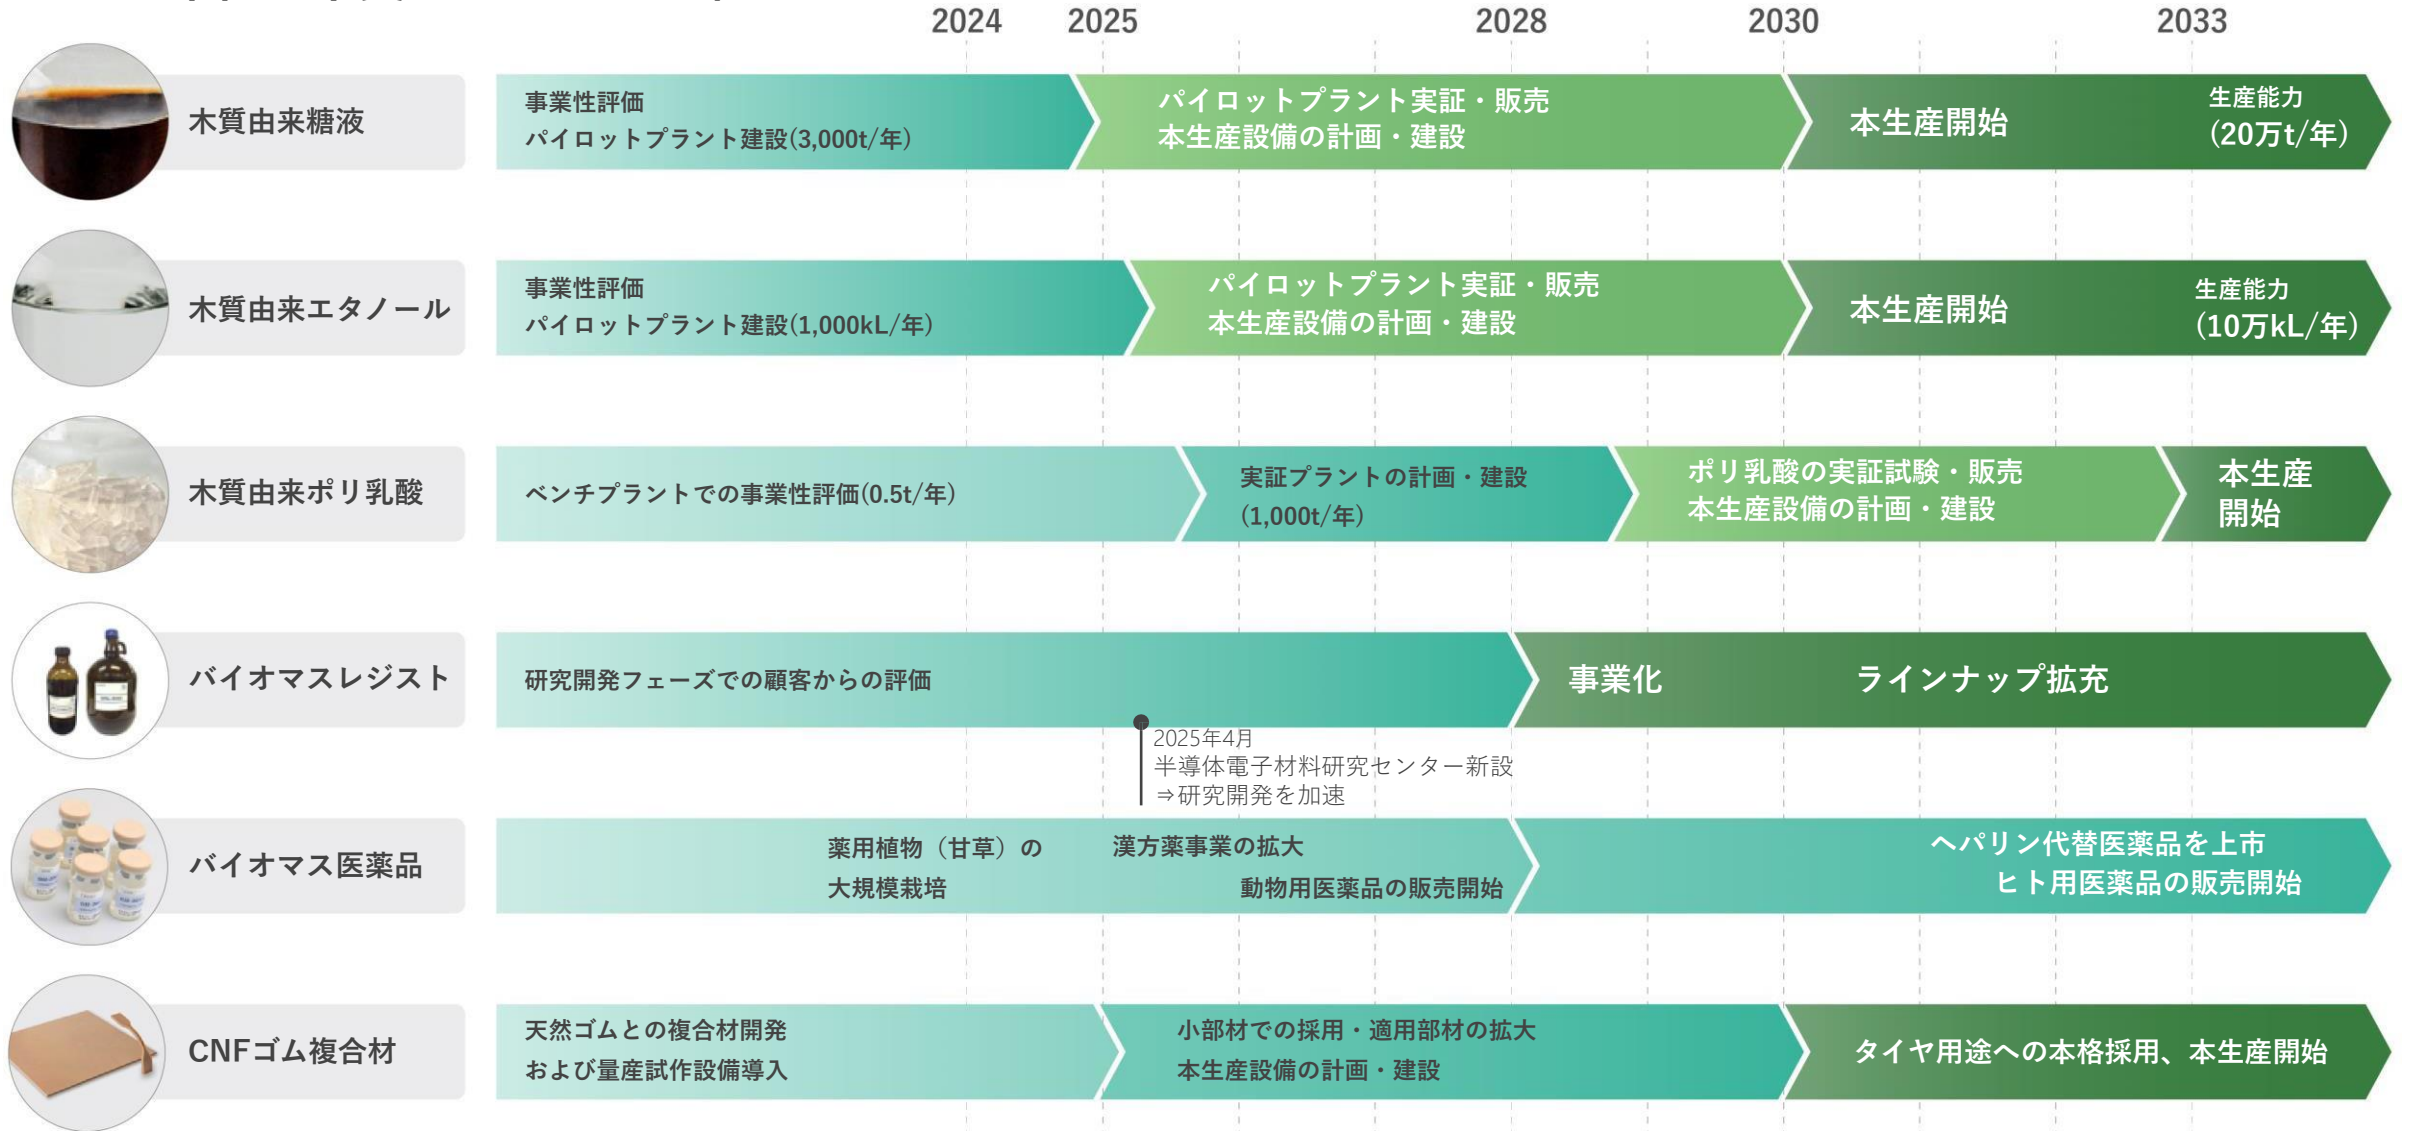 2024
2025
2028
2030
2033
木質由来糖液
事業性評価
パイロットプラント建設(3,000t/年)
パイロットプラント実証・販売
本生産設備の計画・建設
本生産開始
生産能力
(20万t/年)
木質由来エタノール
事業性評価
パイロットプラント建設(1,000kL/年)
パイロットプラント実証・販売
本生産設備の計画・建設
本生産開始
生産能力
(10万kL/年)
木質由来ポリ乳酸
ベンチプラントでの事業性評価(0.5t/年)
実証プラントの計画・建設
(1,000t/年)
ポリ乳酸の実証試験・販売
本生産設備の計画・建設
本生産
開始
バイオマスレジスト
研究開発フェーズでの顧客からの評価
事業化
ラインナップ拡充
2025年4月
半導体電子材料研究センター新設
⇒研究開発を加速
バイオマス医薬品
薬用植物（甘草）の
大規模栽培
漢方薬事業の拡大
動物用医薬品の販売開始
ヘパリン代替医薬品を上市
ヒト用医薬品の販売開始
CNFゴム複合材
天然ゴムとの複合材開発
および量産試作設備導入
小部材での採用・適用部材の拡大
本生産設備の計画・建設
タイヤ用途への本格採用、本生産開始